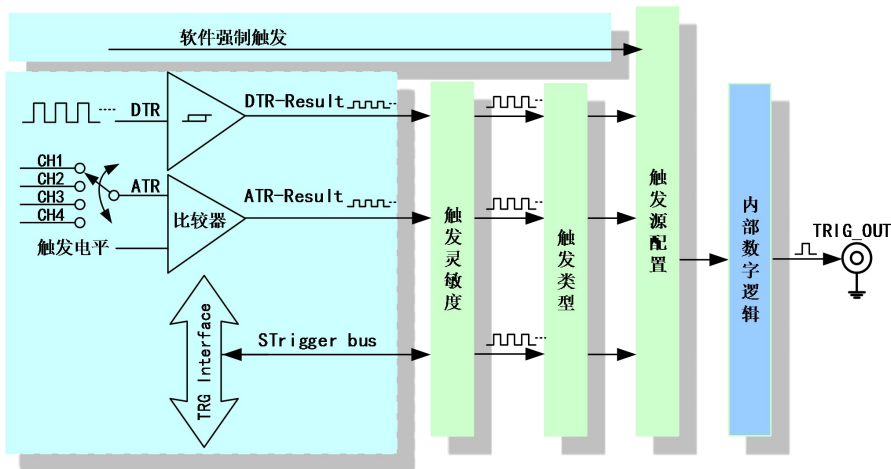 软件强制触发
DTR
DTR-Result
CH1
CH2
CH3
CH4
ATR
ATR-Result
比较器
触发电平
TRG Interface
STrigger bus
触发灵敏度
触发类型
触发源配置
内部数字逻辑
TRIG_OUT